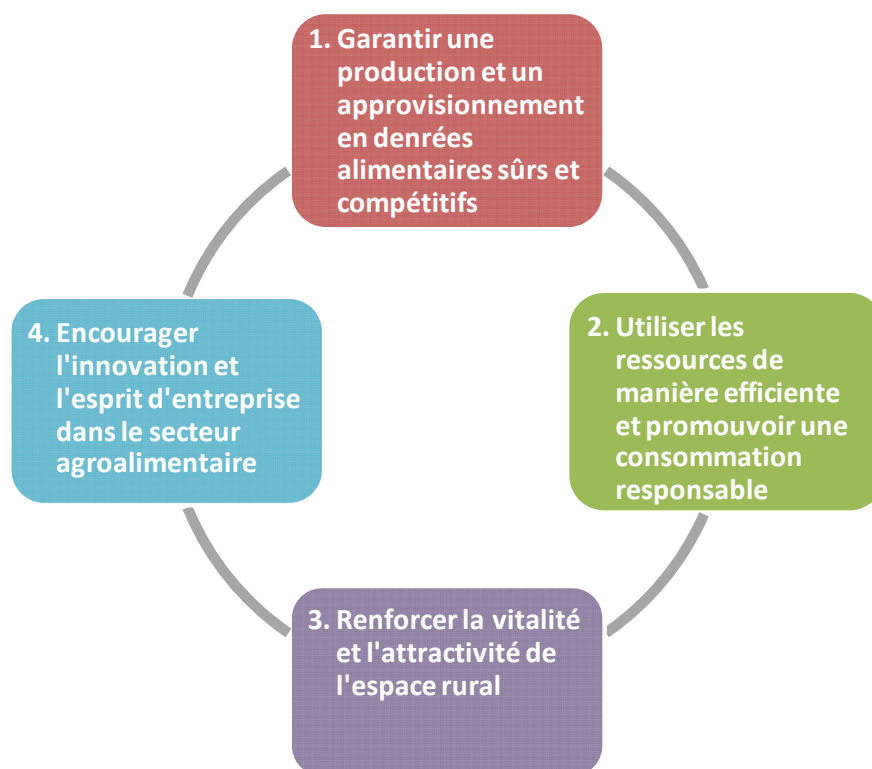 1. Garantir une
production et un
approvisionnement
en denrées
alimentaires sûrs et
compétitifs
2. Utiliser les
ressources de
manière efficiente
et promouvoir une
consommation
responsable
3. Renforcer la vitalité
et l'attractivité de
l'espace rural
4. Encourager
l'innovation et
l'esprit d'entreprise
dans le secteur
agroalimentaire